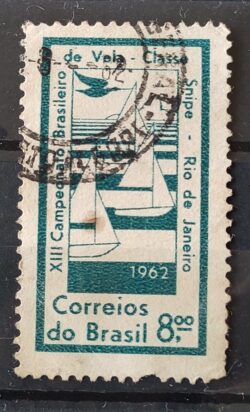 XIII Campeonato Brasileiro
de Vela - Classe
Snipe - Rio de Janeiro
1962
Correios
do Brasil 8,00